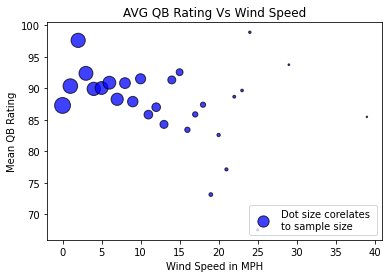 AVG QB Rating Vs Wind Speed
Mean QB Rating
100
95
90
85
80
75
70
Dot size corelates
to sample size
0 5 10 15 20 25 30 35 40
Wind Speed in MPH